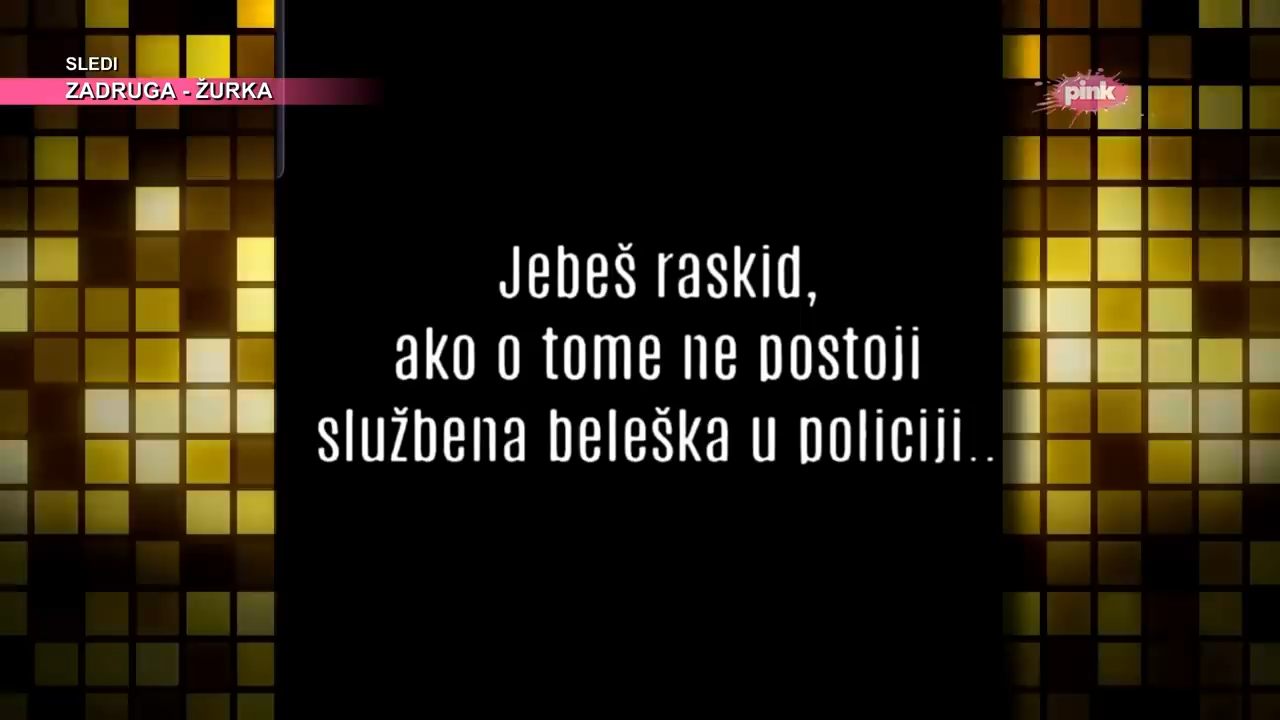 SLEDI
ZADRUGA - ŽURKA
pink
Jebeš raskid,
ako o tome ne postoji
službena beleška u policiji..